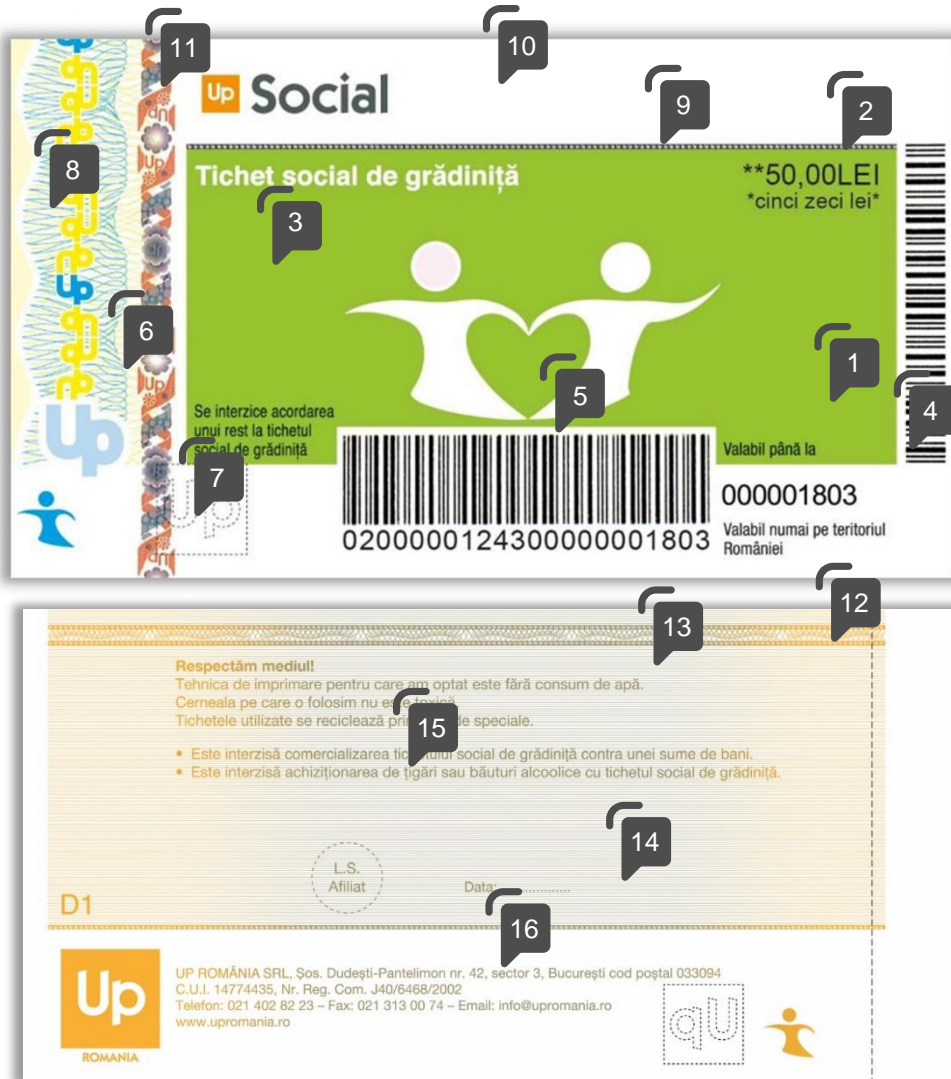 11
10
Up Social
9
2
8
Tichet social de grădiniță
**50,00LEI
*cinci zeci lei*
3
6
1
5
4
Se interzice acordarea
unui rest la tichetul
social de grădiniță
Valabil până la
7
000001803
Up
Up
02000001243000000001803
Valabil numai pe teritoriul
României
12
13
Respectăm mediul!
Tehnica de imprimare pentru care am optat este fără consum de apă.
Cerneala pe care o folosim nu este toxică.
Tichetele utilizate se reciclează de speciale.
15
• Este interzisă comercializarea social de grădiniță contra unei sume de bani.
• Este interzisă achiziționarea de țigări sau băuturi alcoolice cu tichetul social de grădiniță.
14
L.S.
Afiliat
Data:................
D1
16
Up
ROMANIA
UP ROMÂNIA SRL, Șos. Dudești-Pantelimon nr. 42, sector 3, București cod poștal 033094
C.U.I. 14774435, Nr. Reg. Com. J40/6468/2002
Telefon: 021 402 82 23 – Fax: 021 313 00 74 – Email: info@upromania.ro
www.upromania.ro